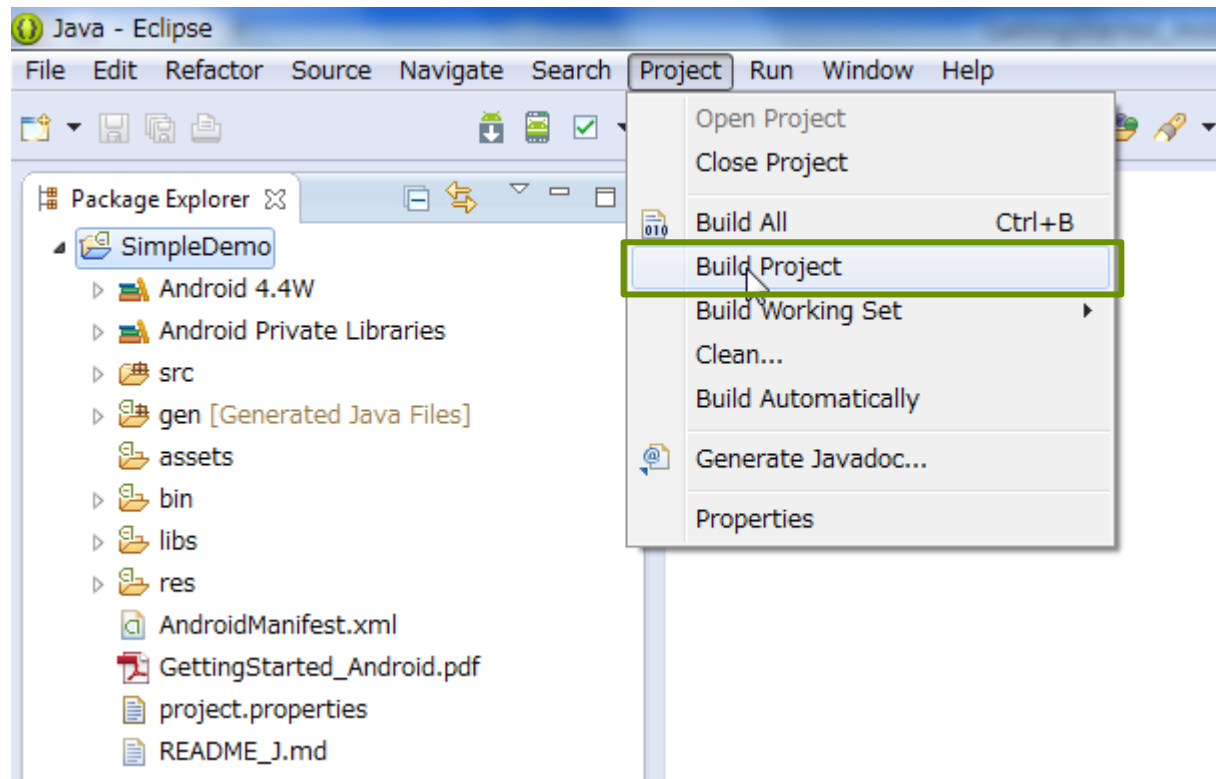 Java - Eclipse
File Edit Refactor Source Navigate Search Project Run Window Help
Package Explorer
SimpleDemo
Android 4.4W
Android Private Libraries
src
gen [Generated Java Files]
assets
bin
libs
res
AndroidManifest.xml
GettingStarted_Android.pdf
project.properties
README_J.md
Open Project
Close Project
010
Build All Ctrl+B
Build Project
Build Working Set
Clean...
Build Automatically
@
Generate Javadoc...
Properties